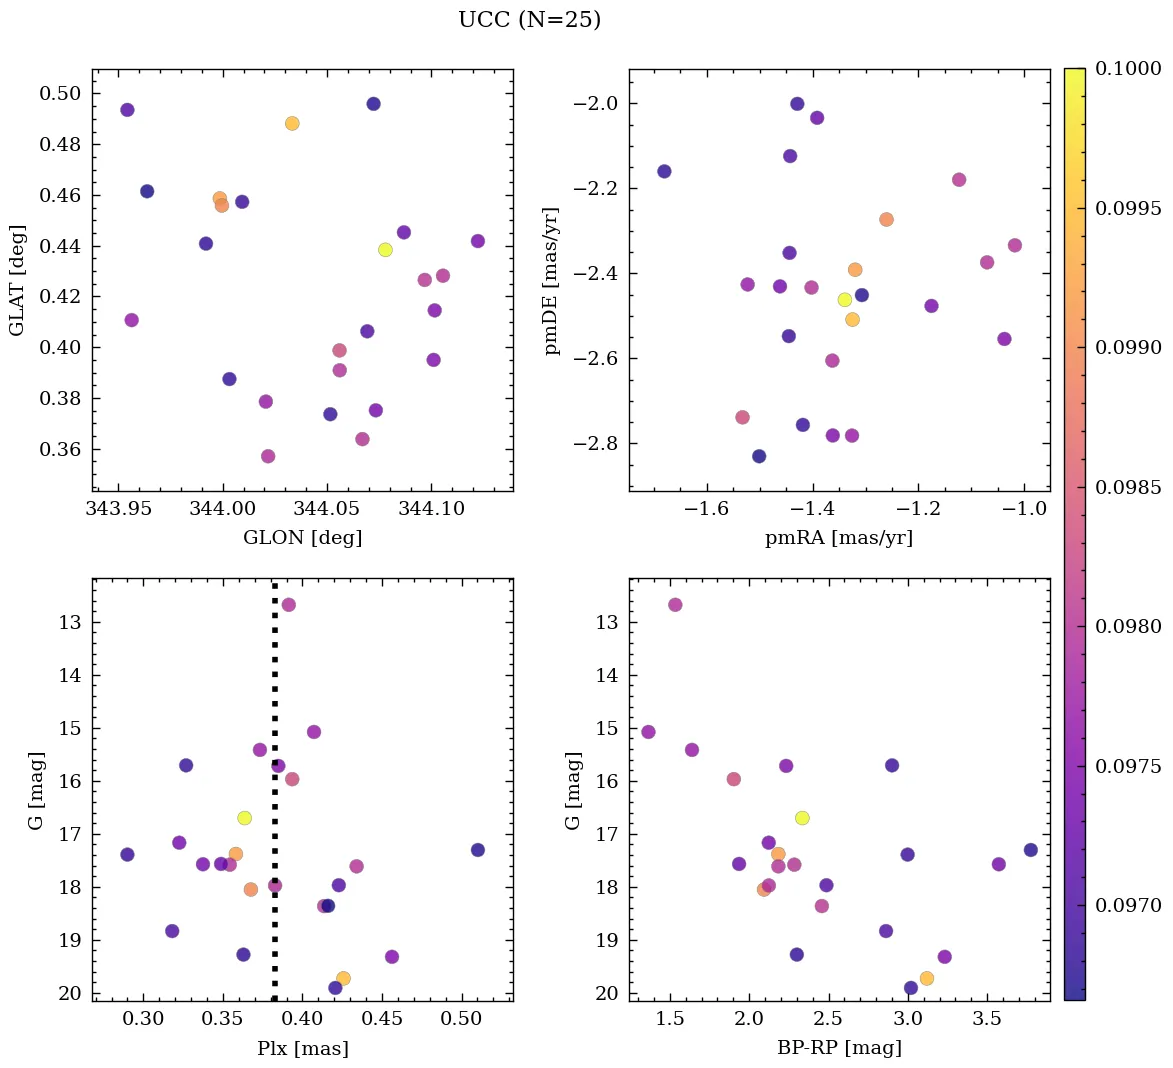 UCC (N=25)
0.50
0.48
0.46
0.44
0.42
0.40
0.38
0.36
GLAT [deg]
343.95 344.00 344.05 344.10
GLON [deg]
−2.0
−2.2
−2.4
−2.6
−2.8
pmDE [mas/yr]
−1.6 −1.4 −1.2 −1.0
pmRA [mas/yr]
0.1000
0.0995
0.0990
0.0985
0.0980
0.0975
0.0970
13
14
15
16
17
18
19
20
G [mag]
0.30 0.35 0.40 0.45 0.50
Plx [mas]
13
14
15
16
17
18
19
20
G [mag]
1.5 2.0 2.5 3.0 3.5
BP-RP [mag]